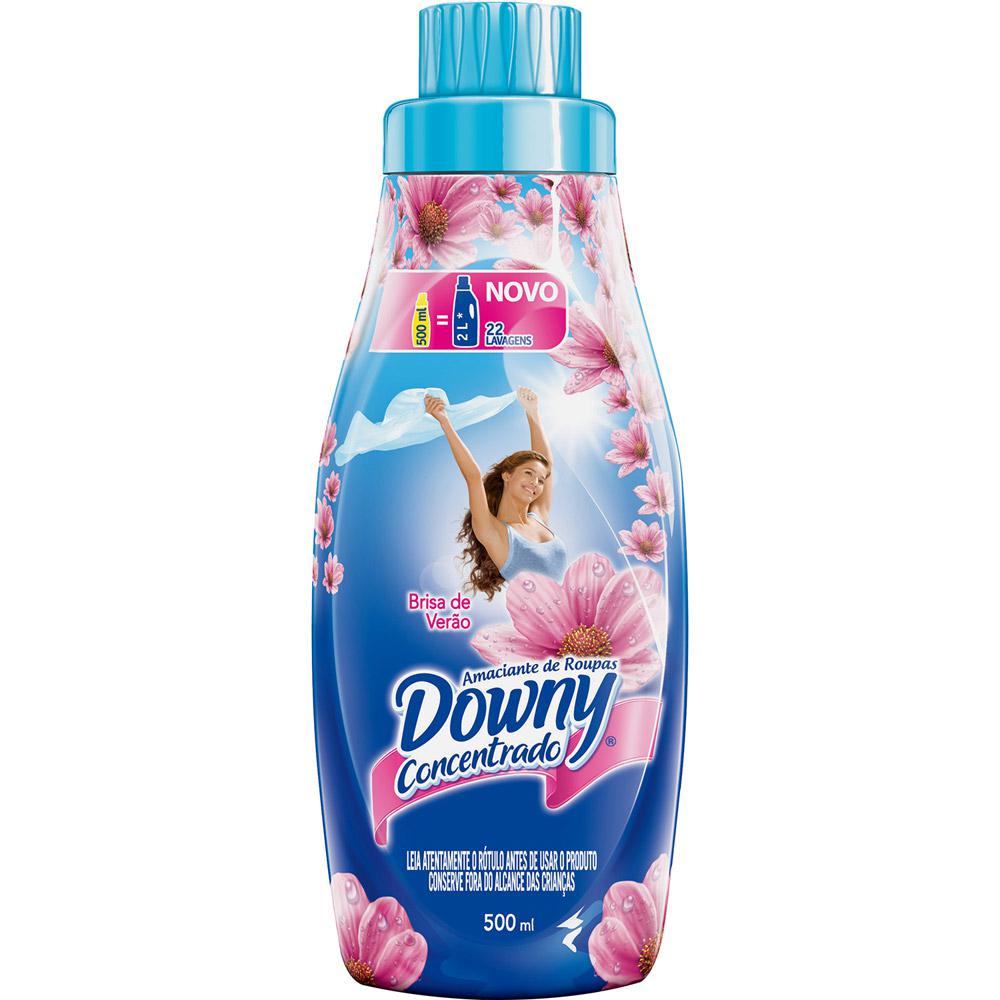 NOVO
500 ml = 2 L*
22
LAVAGENS
Brisa de
Verão
Amaciante de Roupas
Downy®
Concentrado
LEIA ATENTAMENTE O RÓTULO ANTES DE USAR O PRODUTO
CONSERVE FORA DO ALCANCE DAS CRIANÇAS
500 ml